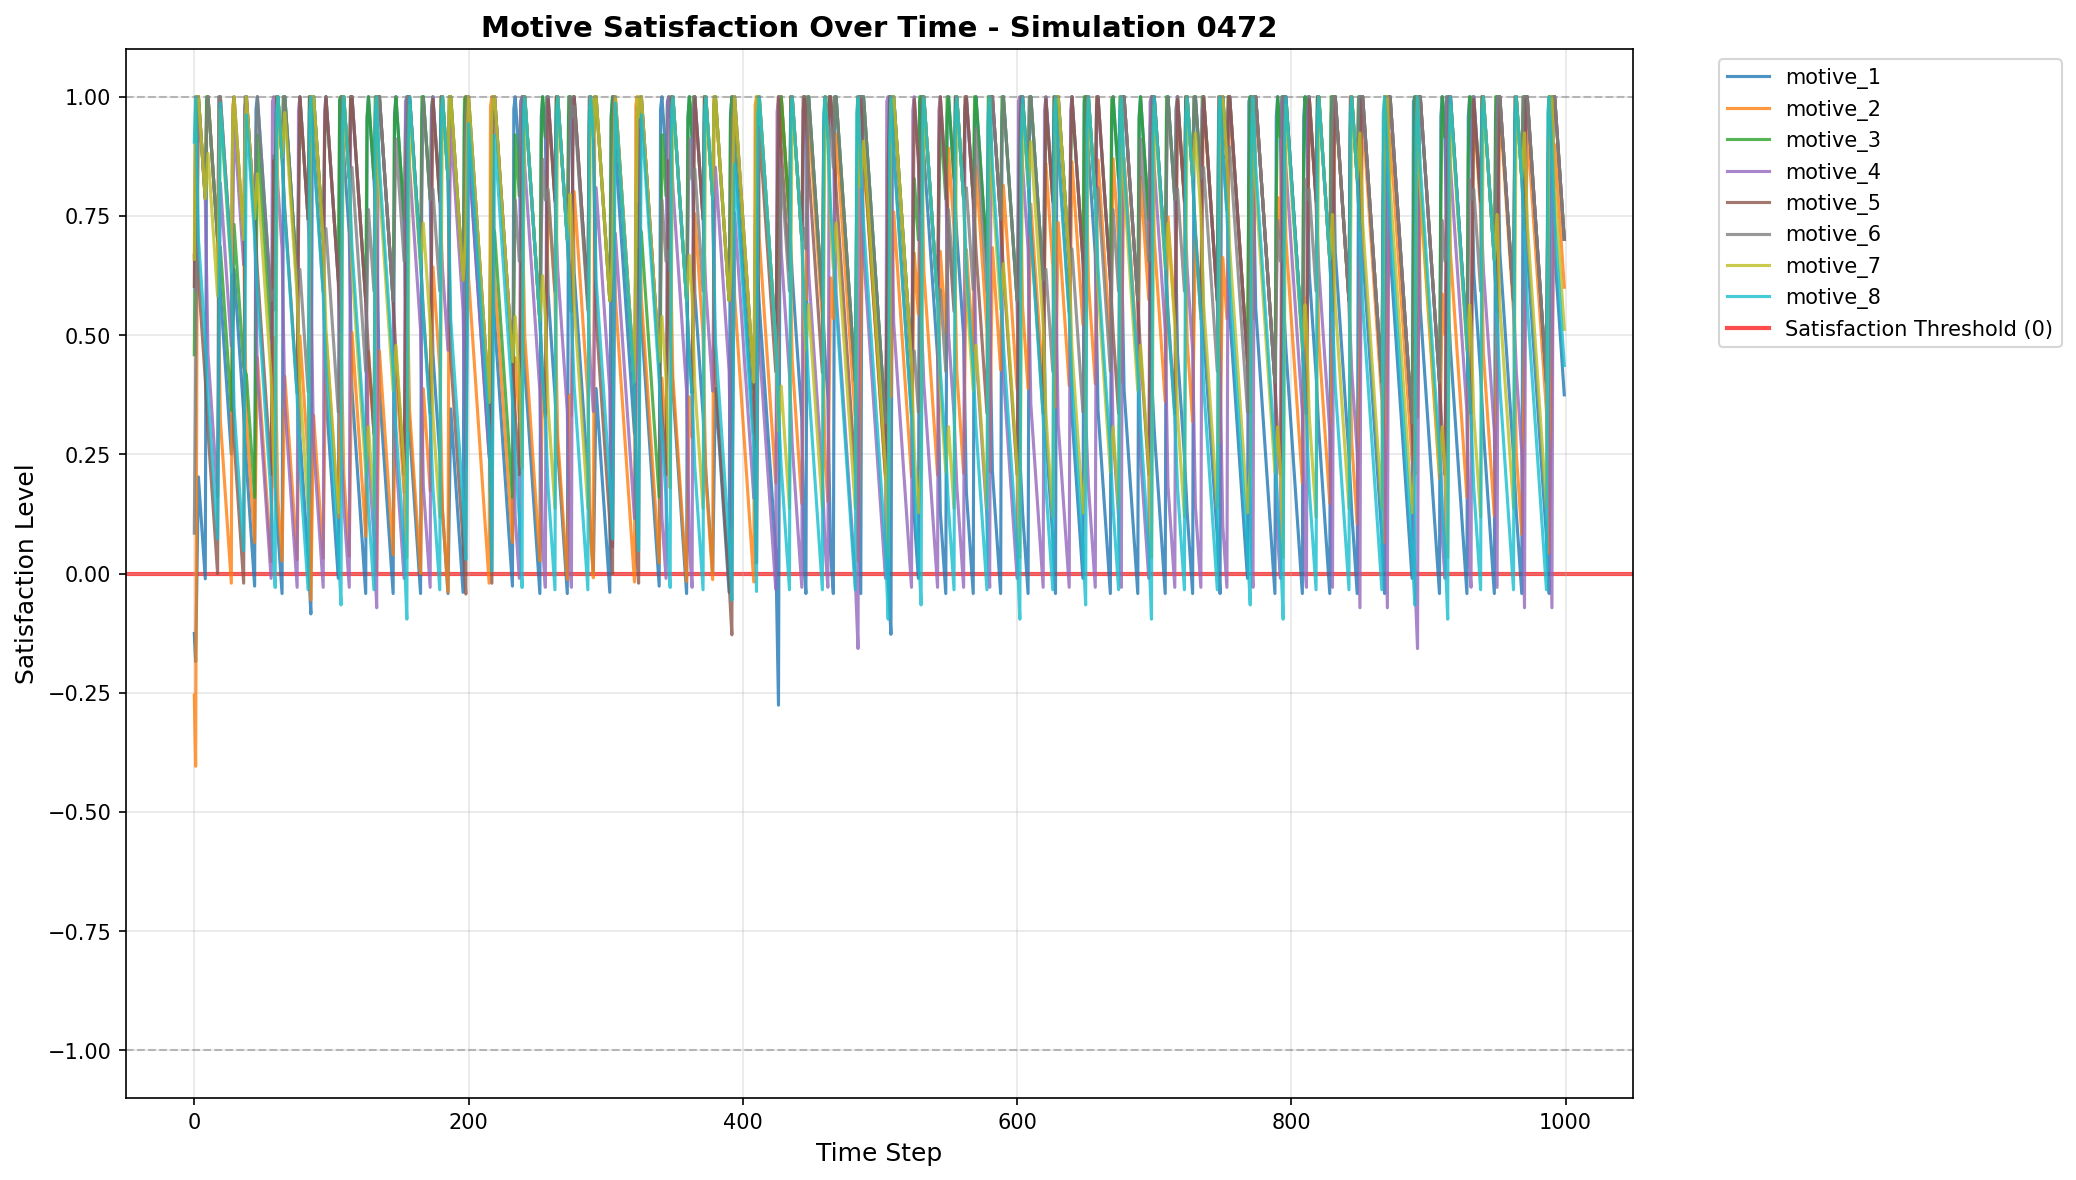 Motive Satisfaction Over Time - Simulation 0472
Satisfaction Level
1.00
0.75
0.50
0.25
0.00
−0.25
−0.50
−0.75
−1.00
0
200
400
600
800
1000
Time Step
motive_1
motive_2
motive_3
motive_4
motive_5
motive_6
motive_7
motive_8
Satisfaction Threshold (0)